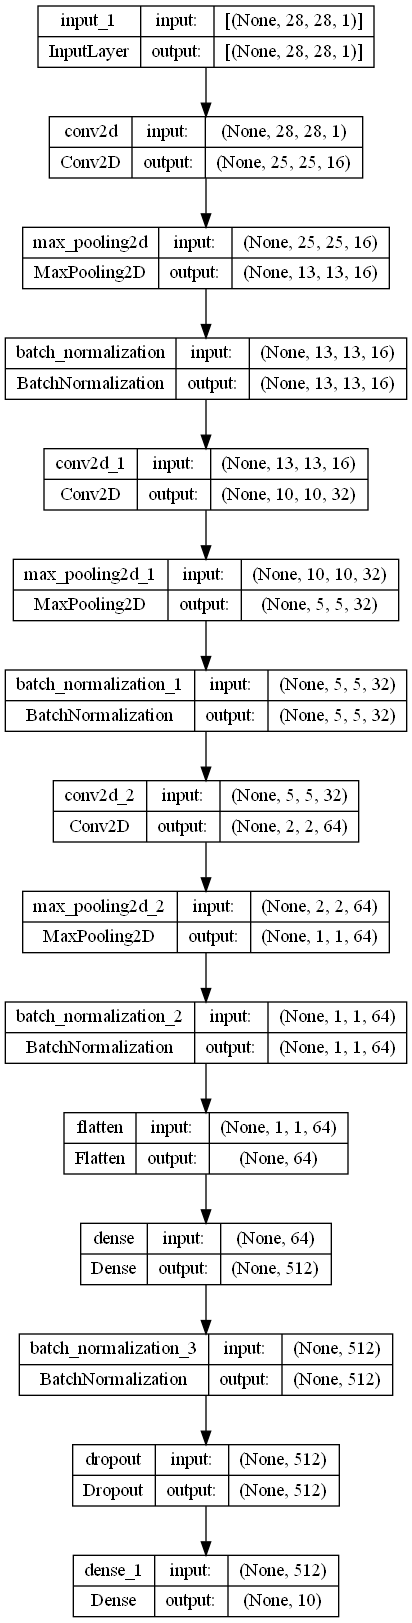 input_1 input: [(None, 28, 28, 1)]
InputLayer output: [(None, 28, 28, 1)]
conv2d input: (None, 28, 28, 1)
Conv2D output: (None, 25, 25, 16)
max_pooling2d input: (None, 25, 25, 16)
MaxPooling2D output: (None, 13, 13, 16)
batch_normalization input: (None, 13, 13, 16)
BatchNormalization output: (None, 13, 13, 16)
conv2d_1 input: (None, 13, 13, 16)
Conv2D output: (None, 10, 10, 32)
max_pooling2d_1 input: (None, 10, 10, 32)
MaxPooling2D output: (None, 5, 5, 32)
batch_normalization_1 input: (None, 5, 5, 32)
BatchNormalization output: (None, 5, 5, 32)
conv2d_2 input: (None, 5, 5, 32)
Conv2D output: (None, 2, 2, 64)
max_pooling2d_2 input: (None, 2, 2, 64)
MaxPooling2D output: (None, 1, 1, 64)
batch_normalization_2 input: (None, 1, 1, 64)
BatchNormalization output: (None, 1, 1, 64)
flatten input: (None, 1, 1, 64)
Flatten output: (None, 64)
dense input: (None, 64)
Dense output: (None, 512)
batch_normalization_3 input: (None, 512)
BatchNormalization output: (None, 512)
dropout input: (None, 512)
Dropout output: (None, 512)
dense_1 input: (None, 512)
Dense output: (None, 10)